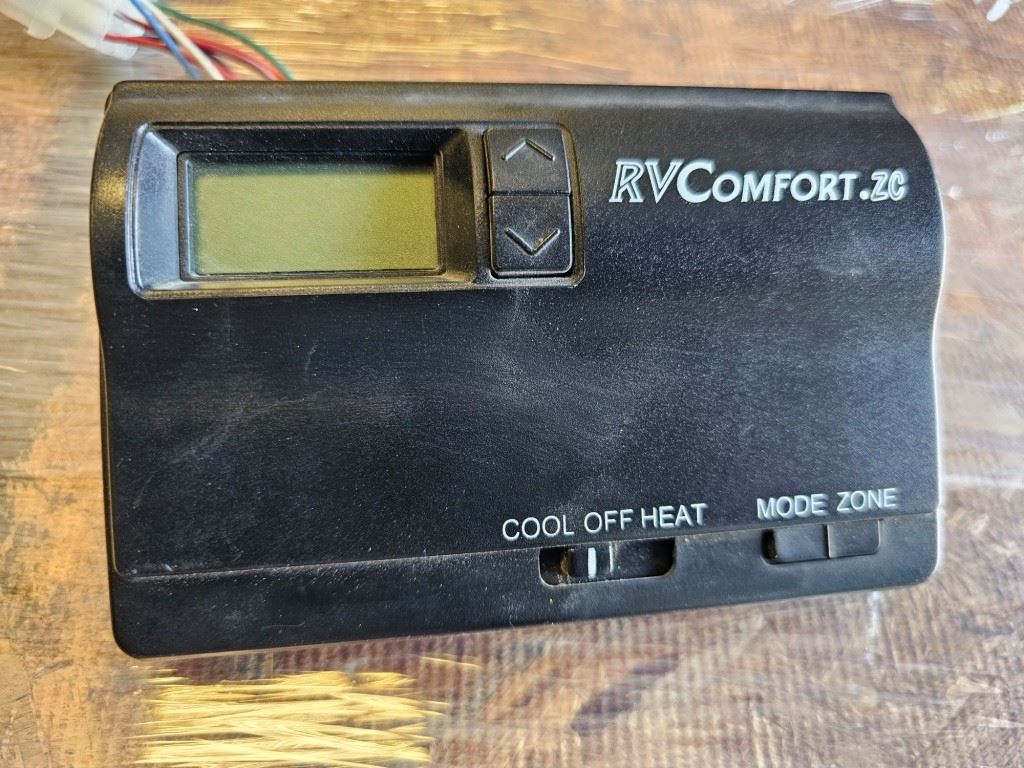 RVCOMFORT.ZC
COOL OFF HEAT
MODE ZONE